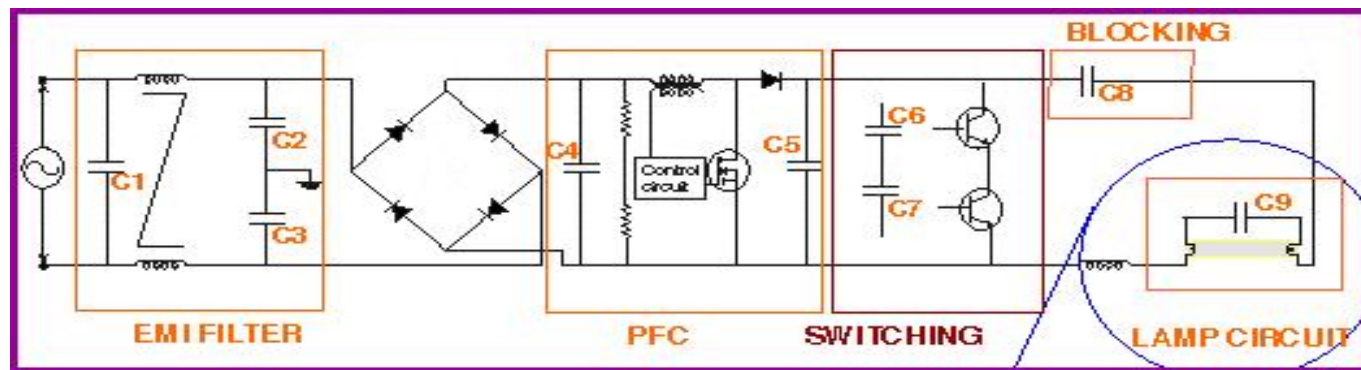 BLOCKING
C8
C1
C2
C3
C4
Control
circuit
C5
C6
C7
C9
EMI FILTER
PFC
SWITCHING
LAMP CIRCUIT